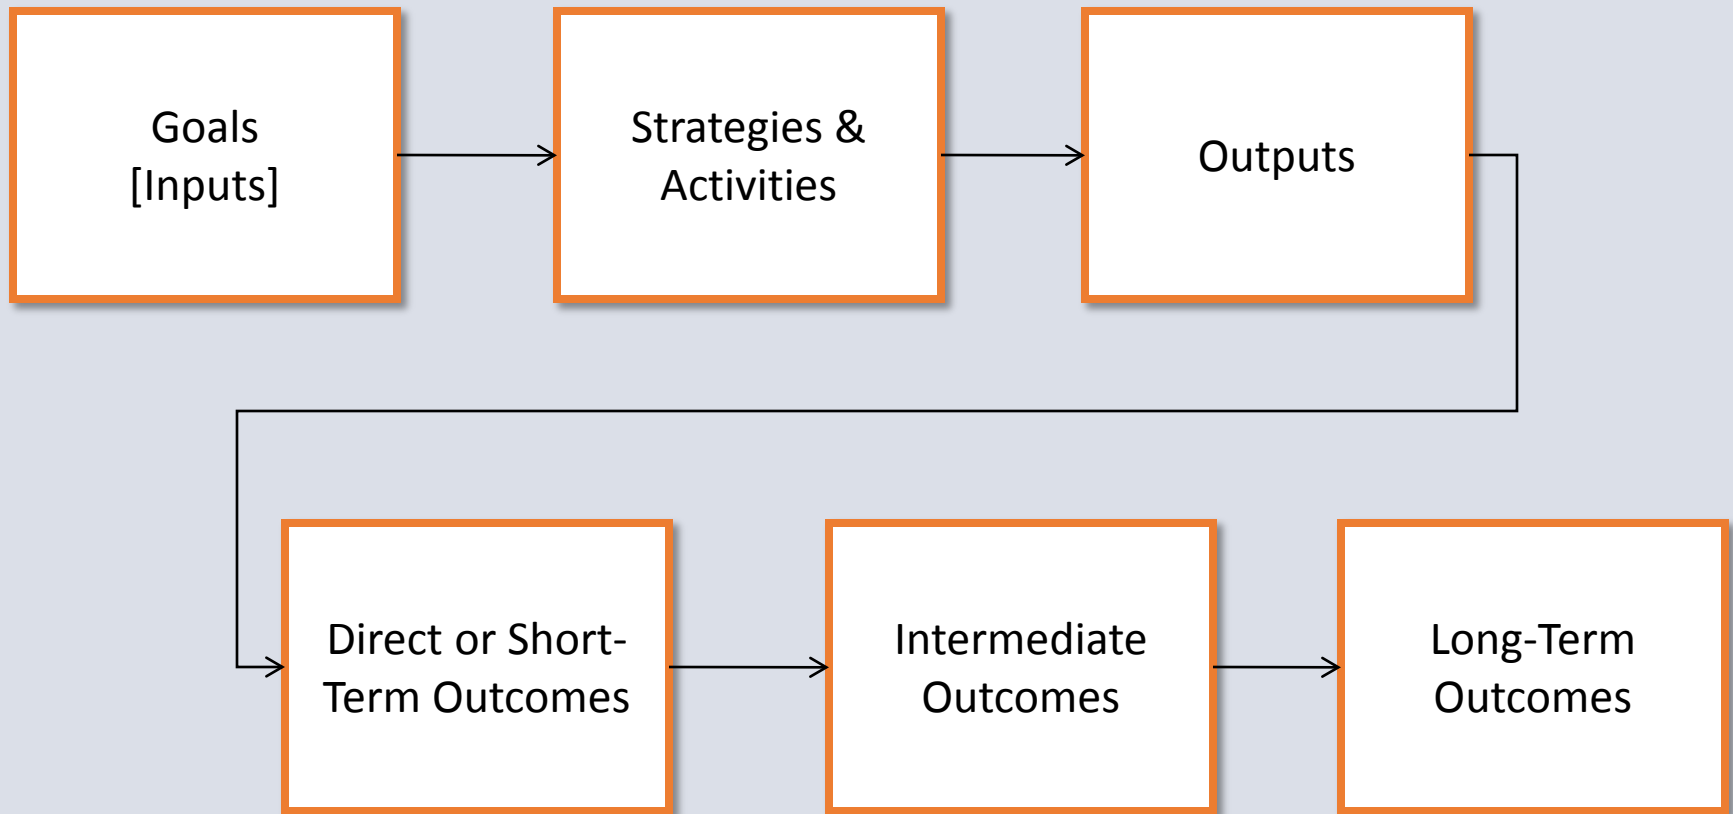 Goals
[Inputs]
Strategies &
Activities
Outputs
Direct or Short-
Term Outcomes
Intermediate
Outcomes
Long-Term
Outcomes